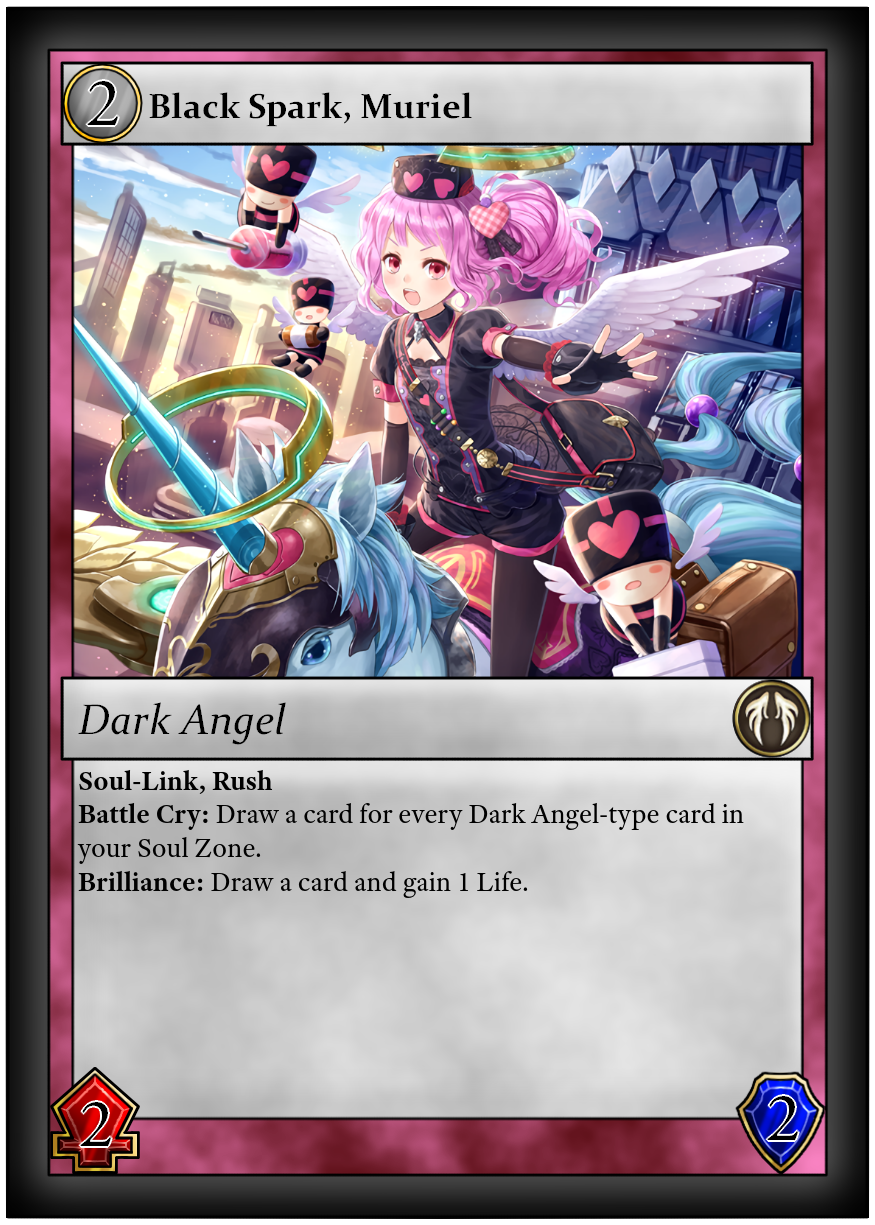 2 Black Spark, Muriel
Dark Angel
Soul-Link, Rush
Battle Cry: Draw a card for every Dark Angel-type card in
your Soul Zone.
Brilliance: Draw a card and gain 1 Life.
2 2